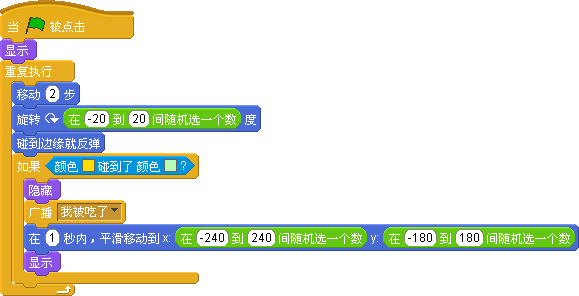 当 被点击
显示
重复执行
移动 2 步
旋转 在 -20 到 20 间随机选一个数 度
碰到边缘就反弹
如果 颜色 碰到了 颜色 ?
隐藏
广播 我被吃了
在 1 秒内，平滑移动到 x: 在 -240 到 240 间随机选一个数 y: 在 -180 到 180 间随机选一个数
显示